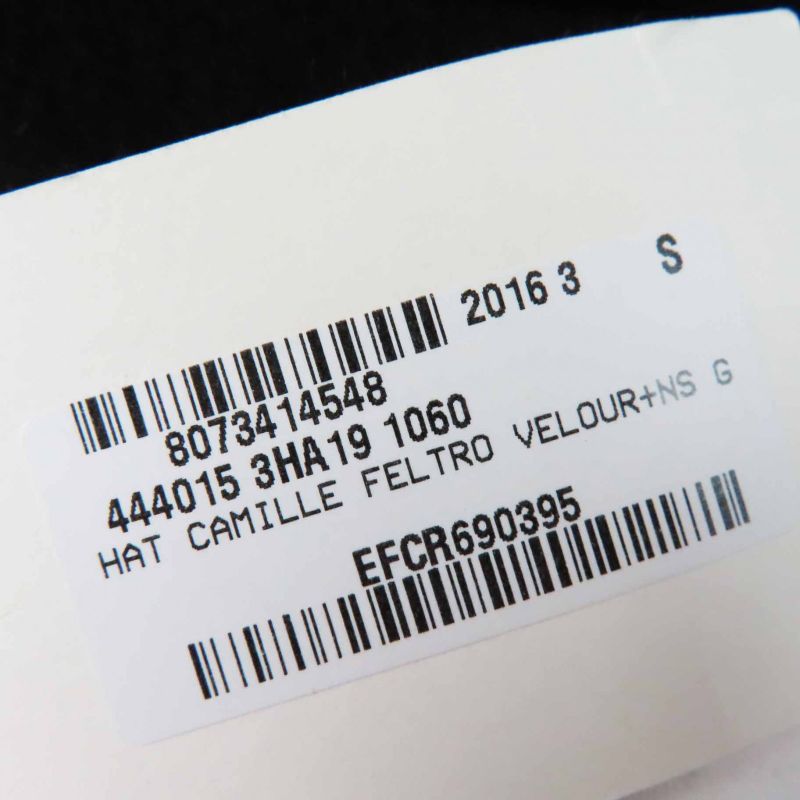 2016 3 S
8073414548
444015 3HA19 1060
HAT CAMILLE FELTRO VELOUR+NS G
EFCR690395